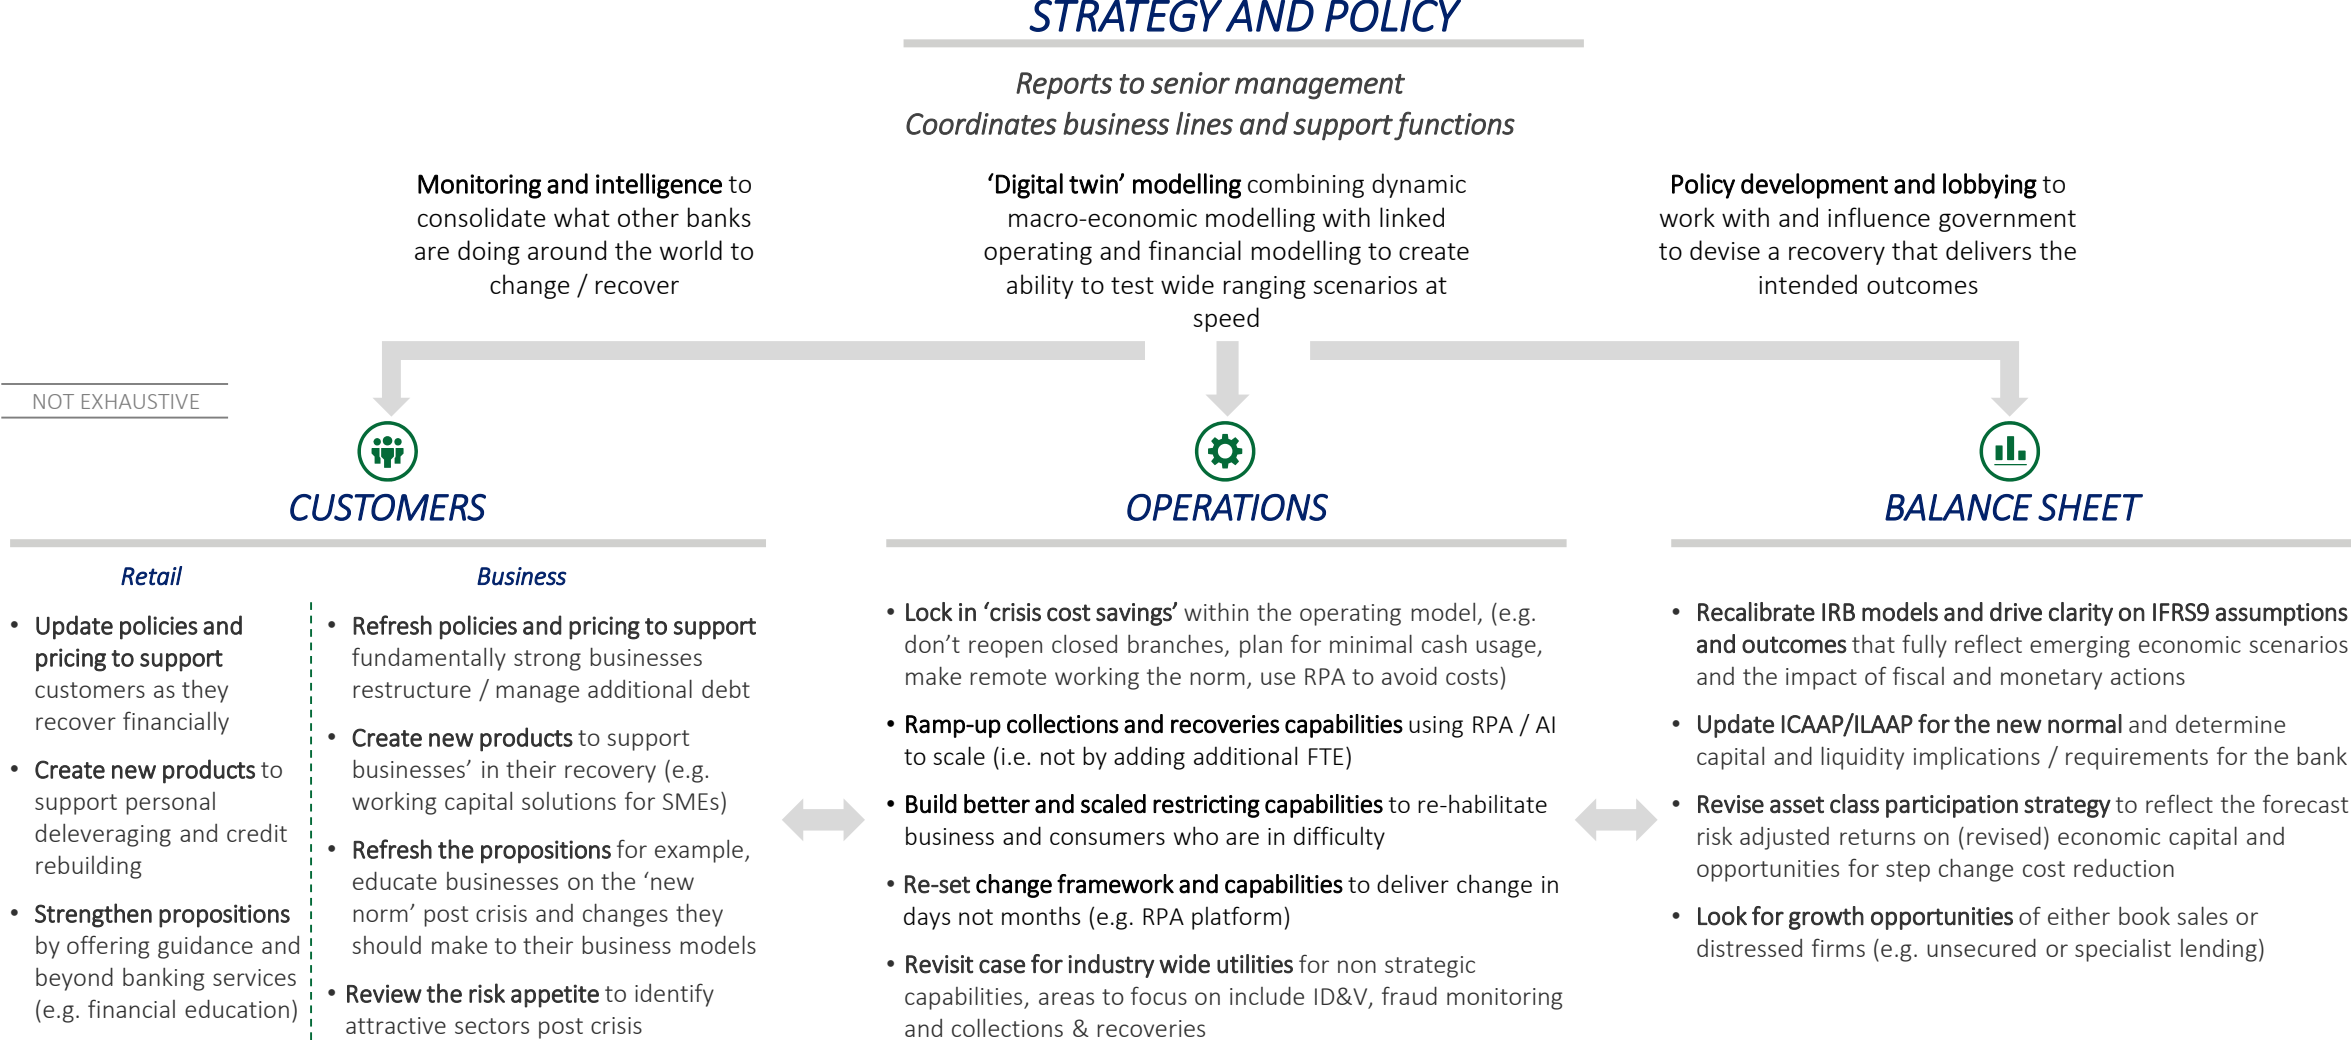 STRATEGY AND POLICY
Reports to senior management
Coordinates business lines and support functions
Monitoring and intelligence to
consolidate what other banks
are doing around the world to
change / recover
‘Digital twin’ modelling combining dynamic
macro-economic modelling with linked
operating and financial modelling to create
ability to test wide ranging scenarios at
speed
Policy development and lobbying to
work with and influence government
to devise a recovery that delivers the
intended outcomes
NOT EXHAUSTIVE
CUSTOMERS
Retail
• Update policies and
pricing to support
customers as they
recover financially
• Create new products to
support personal
deleveraging and credit
rebuilding
• Strengthen propositions
by offering guidance and
beyond banking services
(e.g. financial education)
Business
• Refresh policies and pricing to support
fundamentally strong businesses
restructure / manage additional debt
• Create new products to support
businesses’ in their recovery (e.g.
working capital solutions for SMEs)
• Refresh the propositions for example,
educate businesses on the ‘new
norm’ post crisis and changes they
should make to their business models
• Review the risk appetite to identify
attractive sectors post crisis
OPERATIONS
• Lock in ‘crisis cost savings’ within the operating model, (e.g.
don’t reopen closed branches, plan for minimal cash usage,
make remote working the norm, use RPA to avoid costs)
• Ramp-up collections and recoveries capabilities using RPA / AI
to scale (i.e. not by adding additional FTE)
• Build better and scaled restricting capabilities to re-habilitate
business and consumers who are in difficulty
• Re-set change framework and capabilities to deliver change in
days not months (e.g. RPA platform)
• Revisit case for industry wide utilities for non strategic
capabilities, areas to focus on include ID&V, fraud monitoring
and collections & recoveries
BALANCE SHEET
• Recalibrate IRB models and drive clarity on IFRS9 assumptions
and outcomes that fully reflect emerging economic scenarios
and the impact of fiscal and monetary actions
• Update ICAAP/ILAAP for the new normal and determine
capital and liquidity implications / requirements for the bank
• Revise asset class participation strategy to reflect the forecast
risk adjusted returns on (revised) economic capital and
opportunities for step change cost reduction
• Look for growth opportunities of either book sales or
distressed firms (e.g. unsecured or specialist lending)